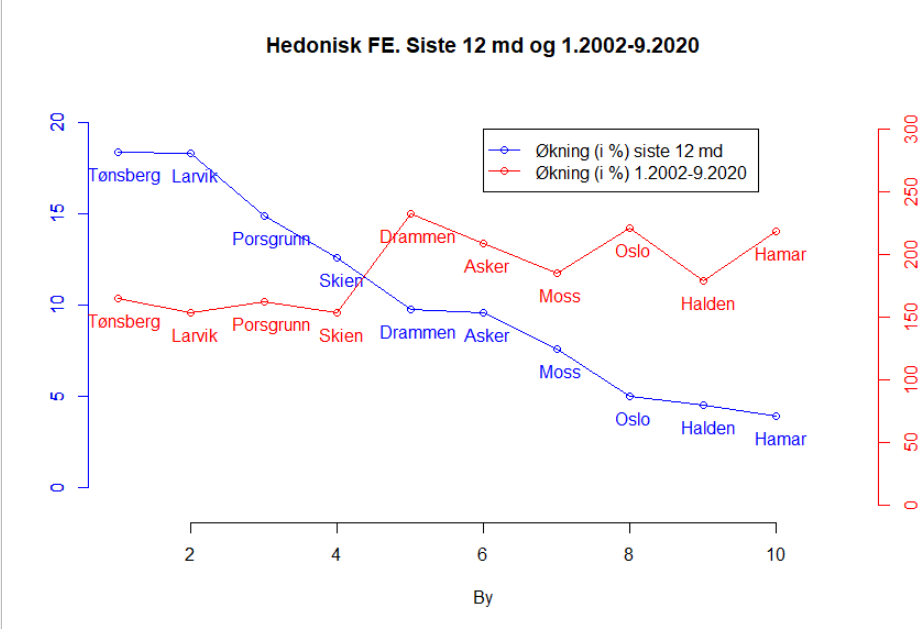 Hedonisk FE. Siste 12 md og 1.2002-9.2020
Økning (i %) siste 12 md
Økning (i %) 1.2002-9.2020
20
15
10
5
0
300
250
200
150
100
50
0
Tønsberg
Larvik
Porsgrunn
Skien
Drammen
Asker
Moss
Oslo
Halden
Hamar
Tønsberg
Larvik
Porsgrunn
Skien
Drammen
Asker
Moss
Oslo
Halden
Hamar
2 4 6 8 10
By